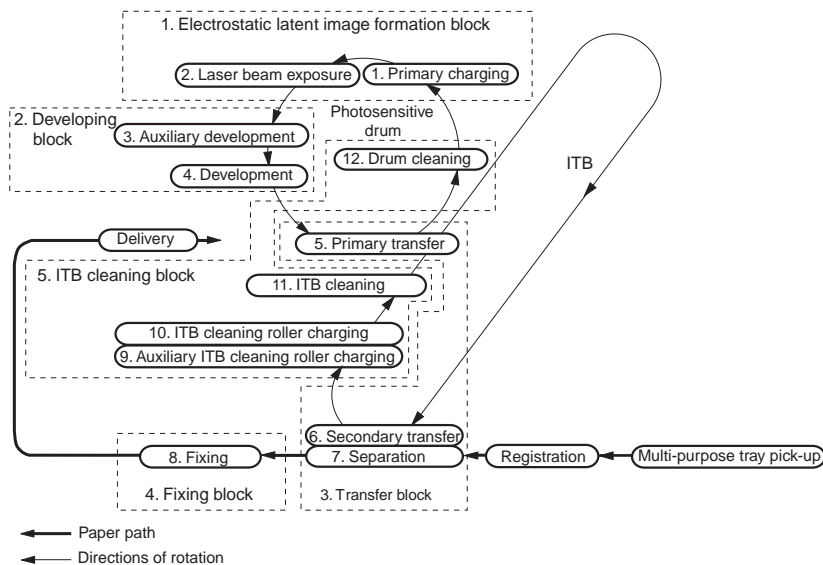 1. Electrostatic latent image formation block
2. Laser beam exposure
1. Primary charging
2. Developing
block
Photosensitive
drum
3. Auxiliary development
12. Drum cleaning
4. Development
ITB
Delivery
5. Primary transfer
5. ITB cleaning block
11. ITB cleaning
10. ITB cleaning roller charging
9. Auxiliary ITB cleaning roller charging
6. Secondary transfer
7. Separation
8. Fixing
Registration
Multi-purpose tray pick-up
4. Fixing block
3. Transfer block
Paper path
Directions of rotation